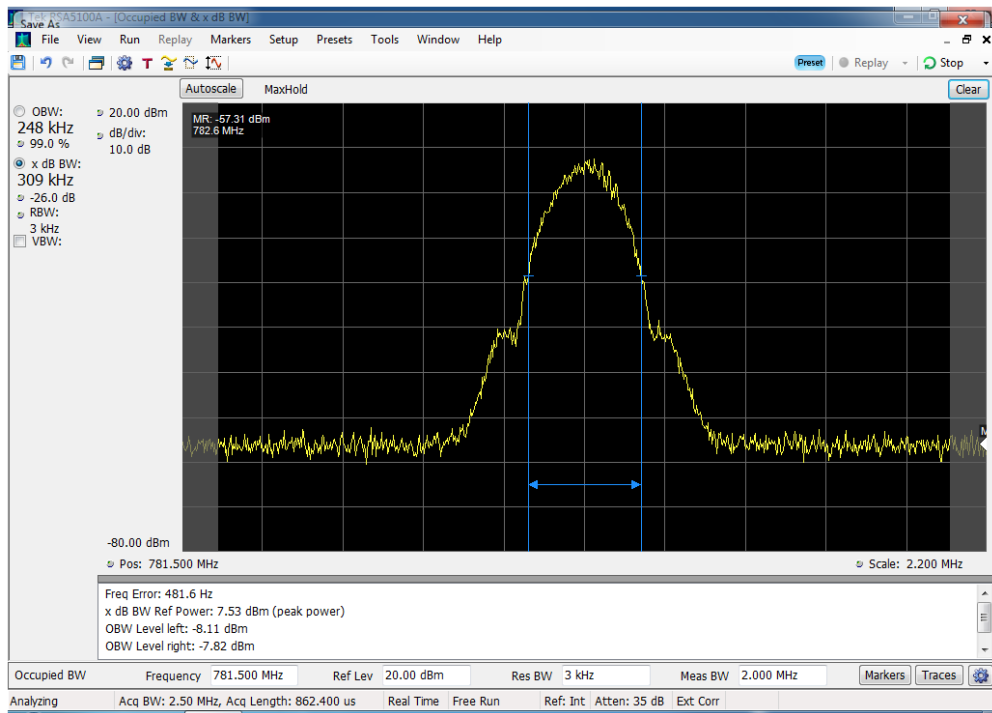 Tek RSA5100A - [Occupied BW & x dB BW]
Save As
File View Run Replay Markers Setup Presets Tools Window Help
T Preset Replay Stop
Autoscale MaxHold Clear
OBW:
248 kHz
99.0 %
x dB BW:
309 kHz
-26.0 dB
RBW:
3 kHz
VBW:
20.00 dBm
dB/div:
10.0 dB
MR: -57.31 dBm
782.6 MHz
-80.00 dBm
Pos: 781.500 MHz Scale: 2.200 MHz
Freq Error: 481.6 Hz
x dB BW Ref Power: 7.53 dBm (peak power)
OBW Level left: -8.11 dBm
OBW Level right: -7.82 dBm
Occupied BW Frequency 781.500 MHz Ref Lev 20.00 dBm Res BW 3 kHz Meas BW 2.000 MHz Markers Traces
Analyzing Acq BW: 2.50 MHz, Acq Length: 862.400 us Real Time Free Run Ref: Int Atten: 35 dB Ext Corr